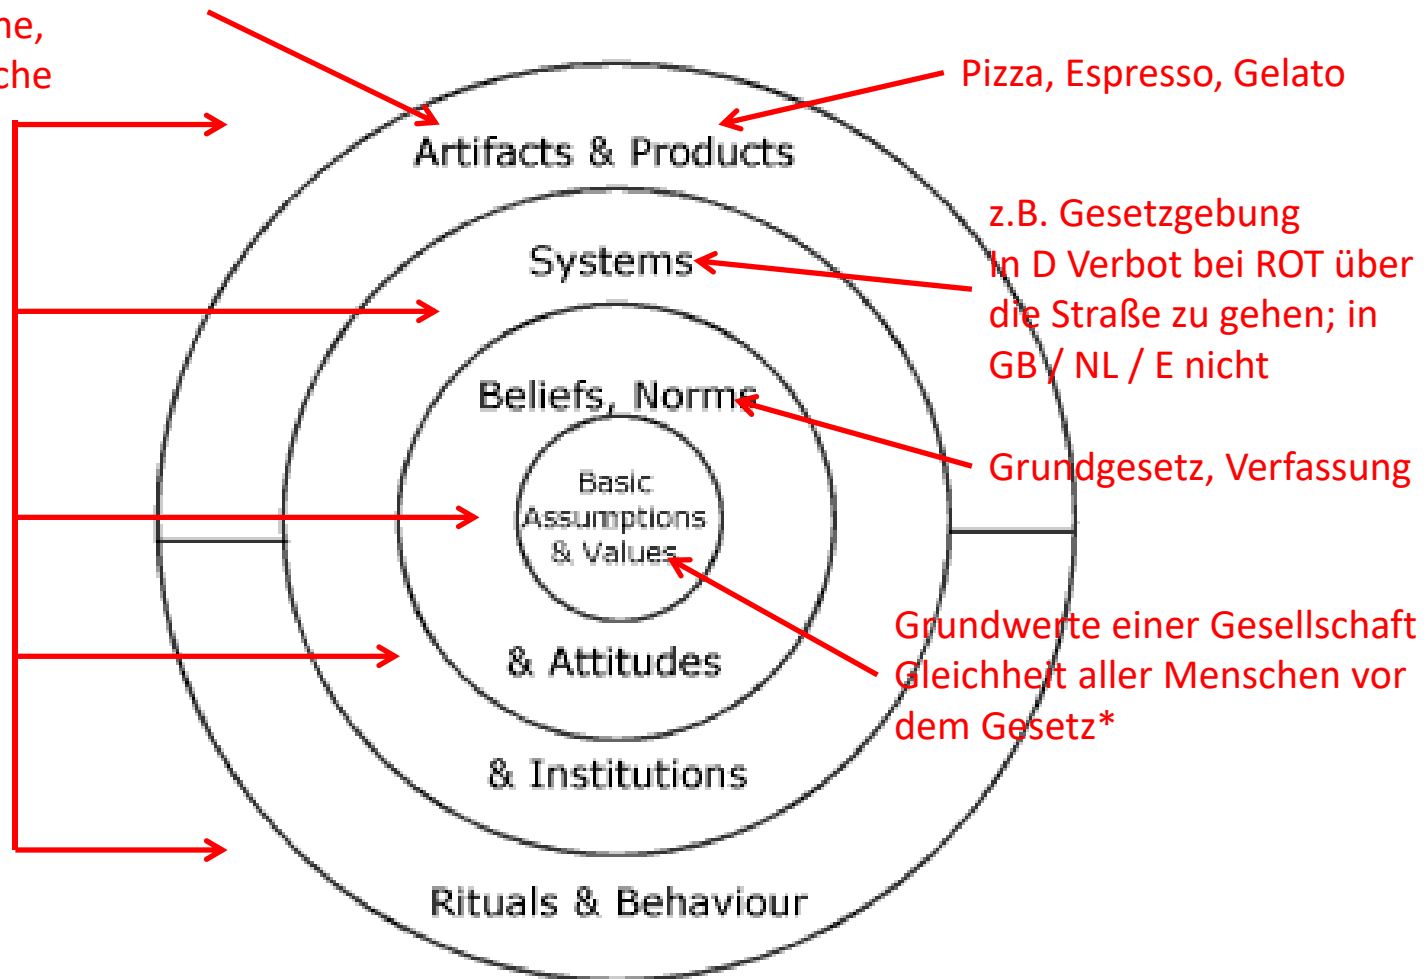 Pizza, Espresso, Gelato
Artifacts & Products
z.B. Gesetzgebung
In D Verbot bei ROT über
die Straße zu gehen; in
GB / NL / E nicht
Systems
Beliefs, Norms
Grundgesetz, Verfassung
Basic
Assumptions
& Values
Grundwerte einer Gesellschaft
Gleichheit aller Menschen vor
dem Gesetz*
& Attitudes
& Institutions
Rituals & Behaviour